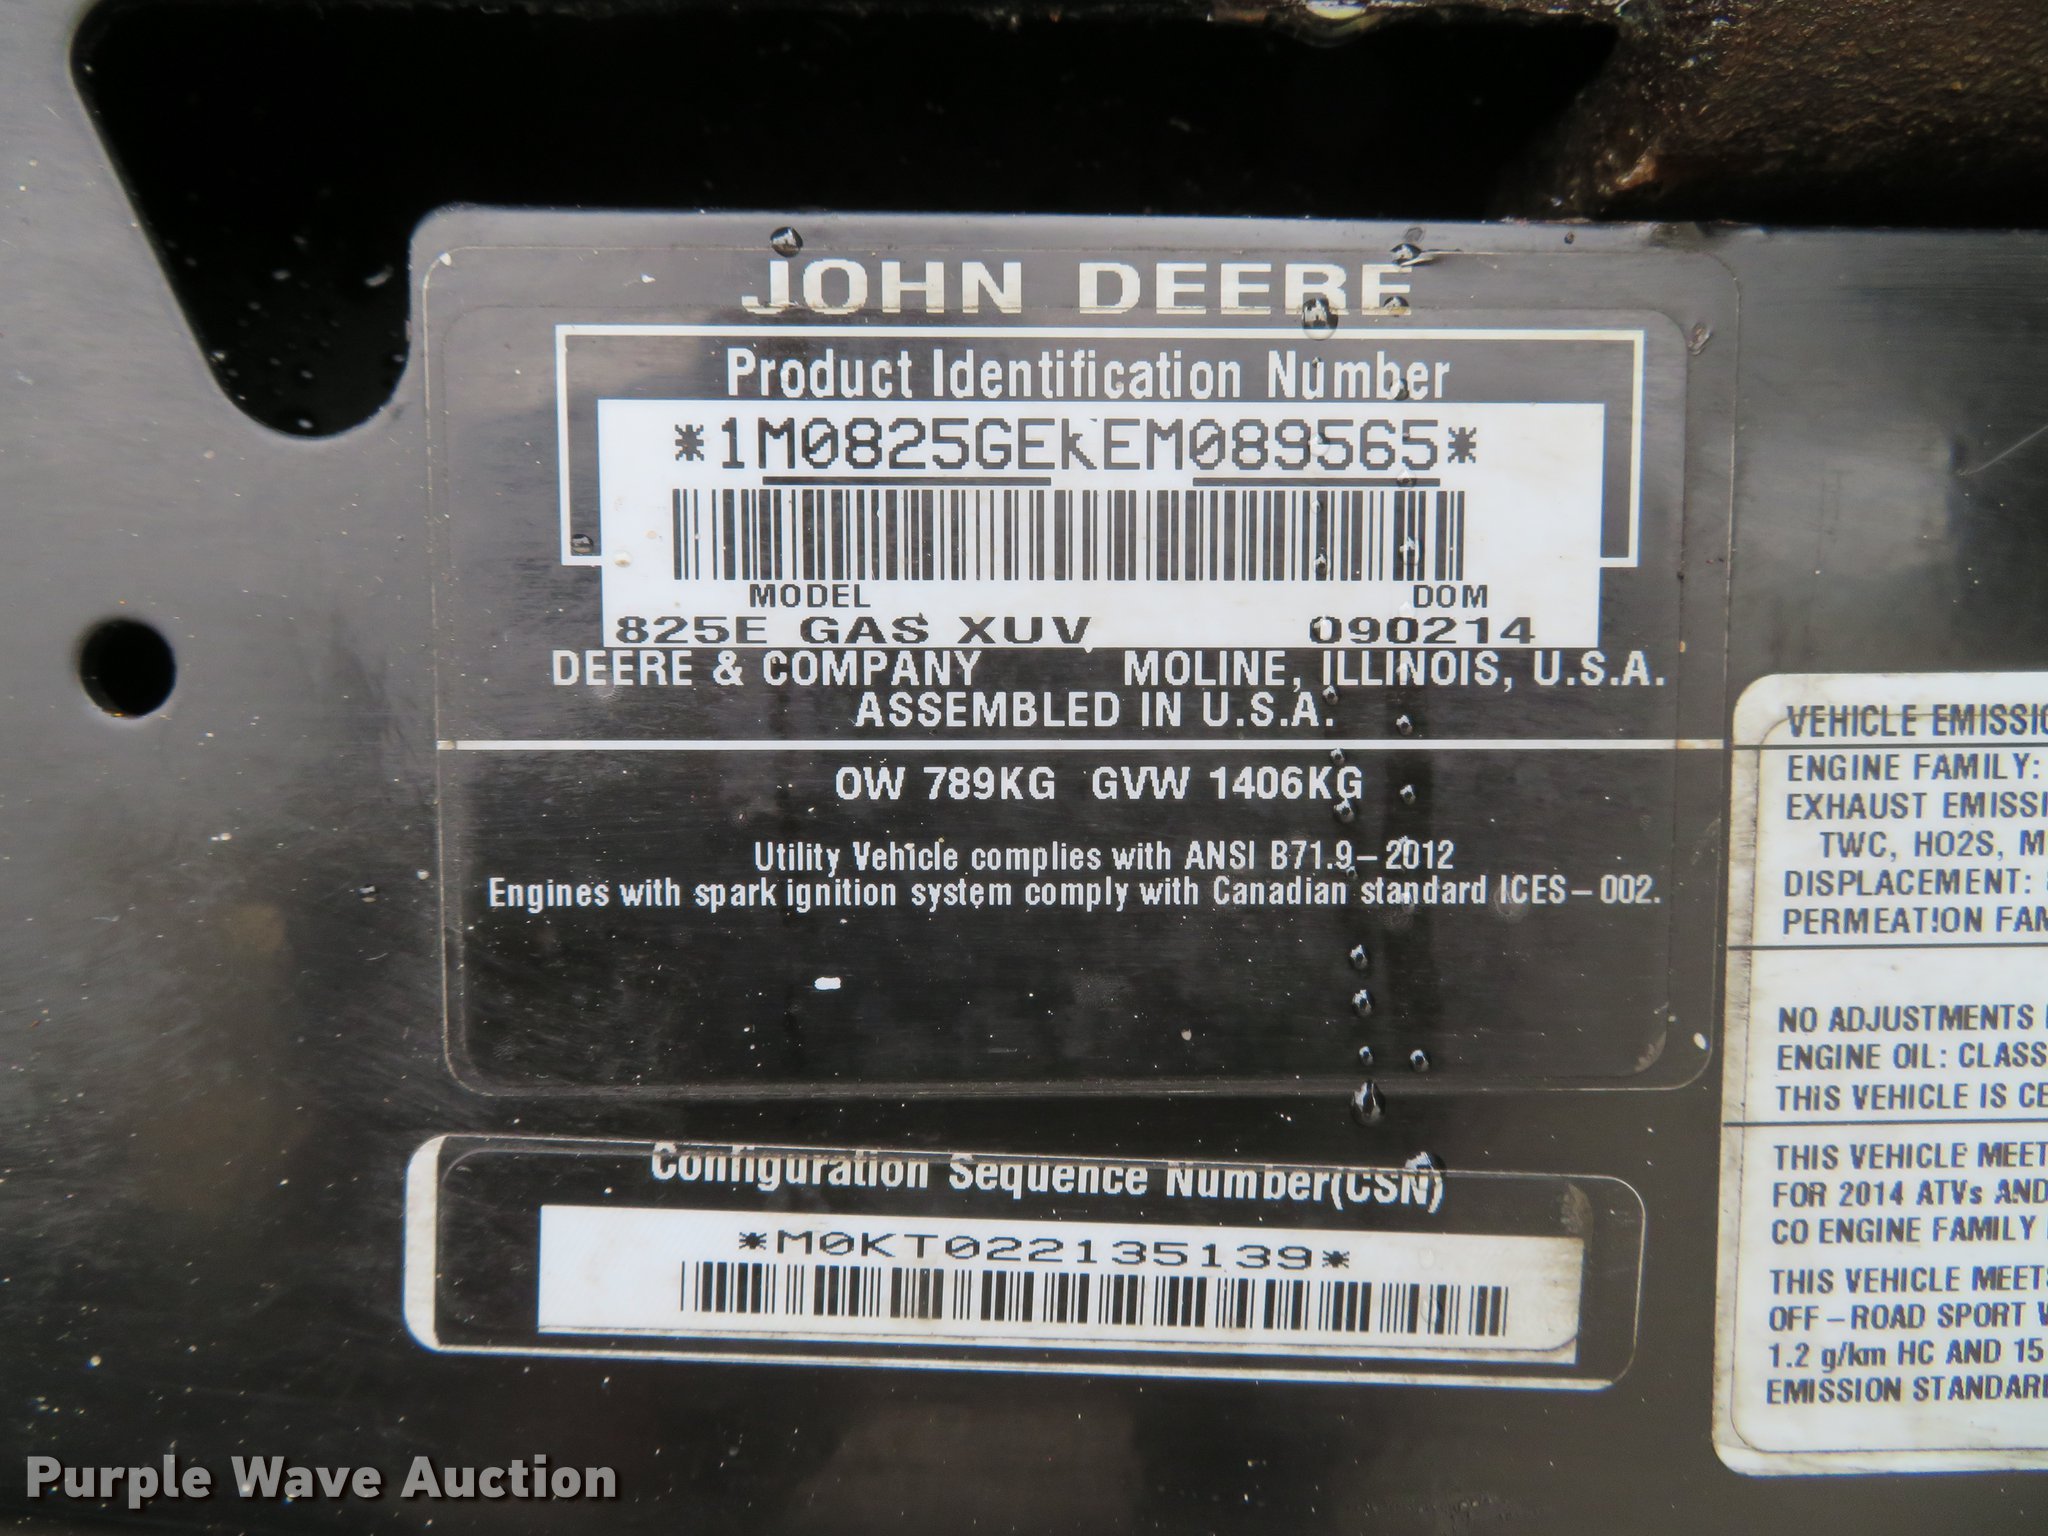 JOHN DEERE
Product Identification Number
*1M0825GEKEM089565*
MODEL DOM
825E GAS XUV 090214
DEERE & COMPANY MOLINE, ILLINOIS, U.S.A.
ASSEMBLED IN U.S.A.
OW 789KG GVW 1406KG
Utility Vehicle complies with ANSI B71.9-2012
Engines with spark ignition system comply with Canadian standard ICES-002.
Configuration Sequence Number(CSN)
*M0KT022135139*
VEHICLE EMISSIO
ENGINE FAMILY:
EXHAUST EMISSI
TWC, HO2S, M
DISPLACEMENT:
PERMEATION FAM
NO ADJUSTMENTS
ENGINE OIL: CLASS
THIS VEHICLE IS CE
THIS VEHICLE MEET
FOR 2014 ATVs AND
CO ENGINE FAMILY
THIS VEHICLE MEETS
OFF-ROAD SPORT V
1.2 g/km HC AND 15
EMISSION STANDAR
Purple Wave Auction